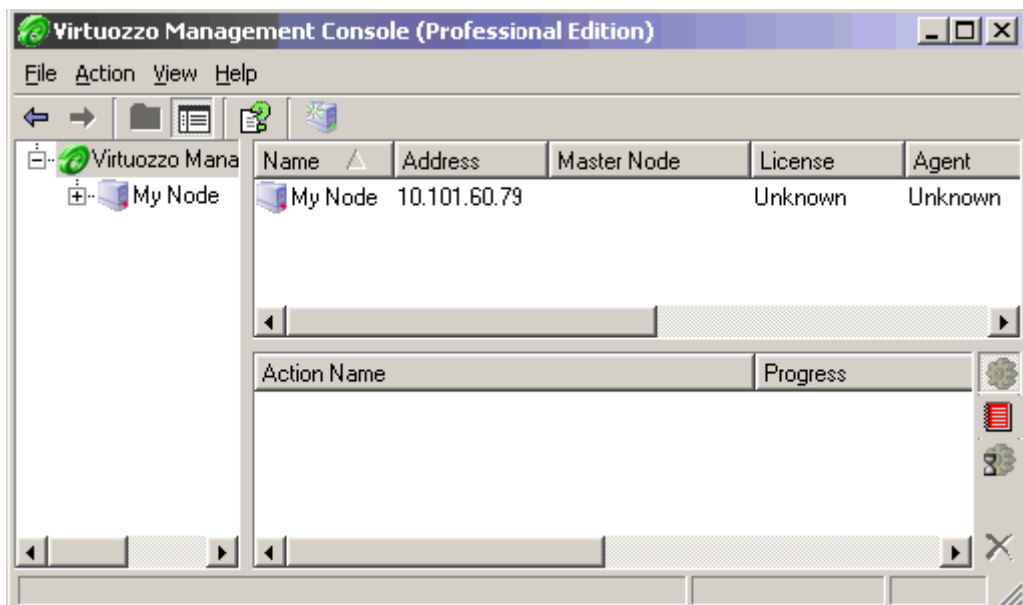 Virtuozzo Management Console (Professional Edition)
File Action View Help
Virtuozzo Mana
My Node
Name Address Master Node License Agent
My Node 10.101.60.79 Unknown Unknown
Action Name Progress